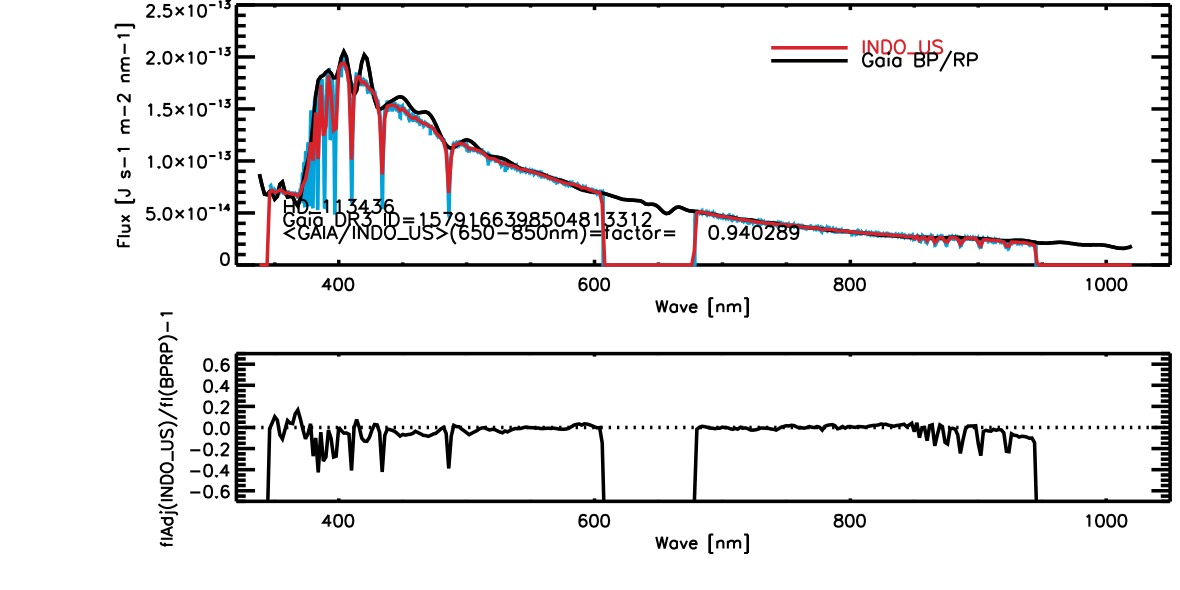 2.5×10⁻¹³
2.0×10⁻¹³
1.5×10⁻¹³
1.0×10⁻¹³
5.0×10⁻¹⁴
0
Flux [J s-1 m-2 nm-1]
INDO_US
Gaia BP/RP
HD_113436
Gaia DR3 ID=1579166398504813312
<GAIA/INDO_US>(650-850nm)=factor= 0.940289
400 600 800 1000
Wave [nm]
flAdj(INDO_US)/fl(BPRP)-1
0.6
0.4
0.2
0.0
-0.2
-0.4
-0.6
400 600 800 1000
Wave [nm]